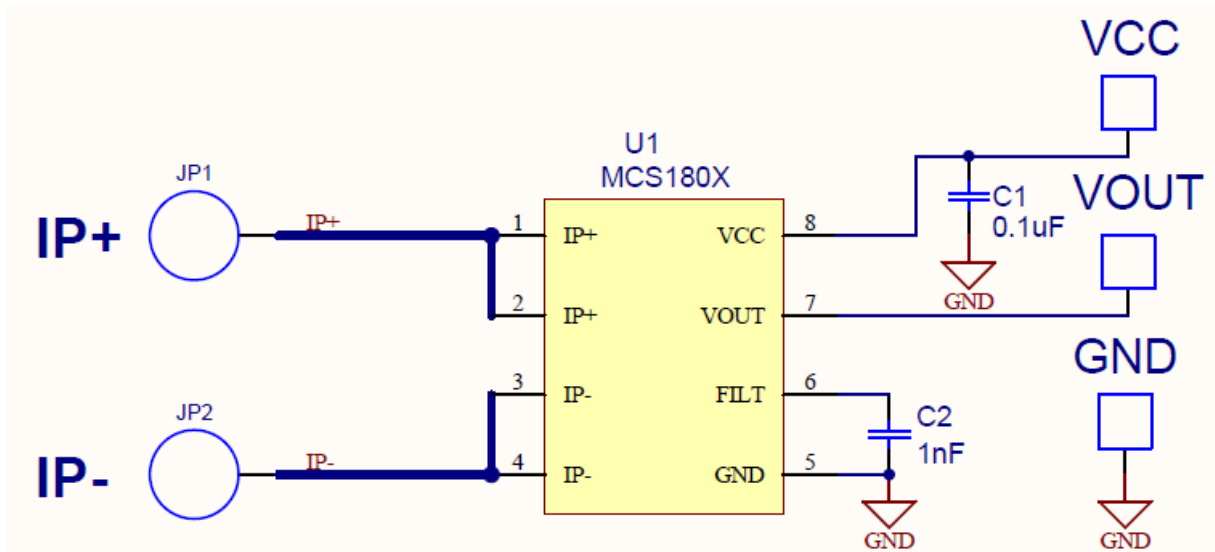 VCC
U1
MCS180X
JP1
IP+
IP+
1
IP+
VCC
8
C1
0.1uF
GND
VOUT
2
IP+
VOUT
7
GND
3
IP-
FILT
6
JP2
IP-
IP-
4
IP-
GND
5
C2
1nF
GND
GND